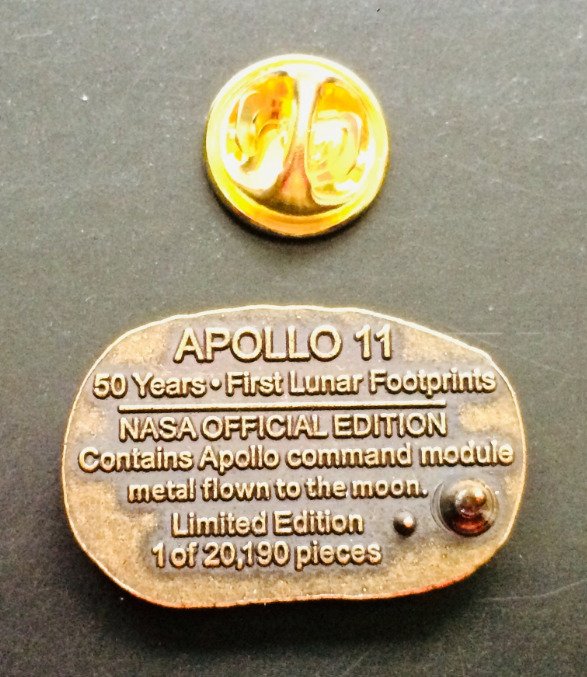 APOLLO 11
50 Years • First Lunar Footprints
NASA OFFICIAL EDITION
Contains Apollo command module
metal flown to the moon.
Limited Edition
1 of 20,190 pieces